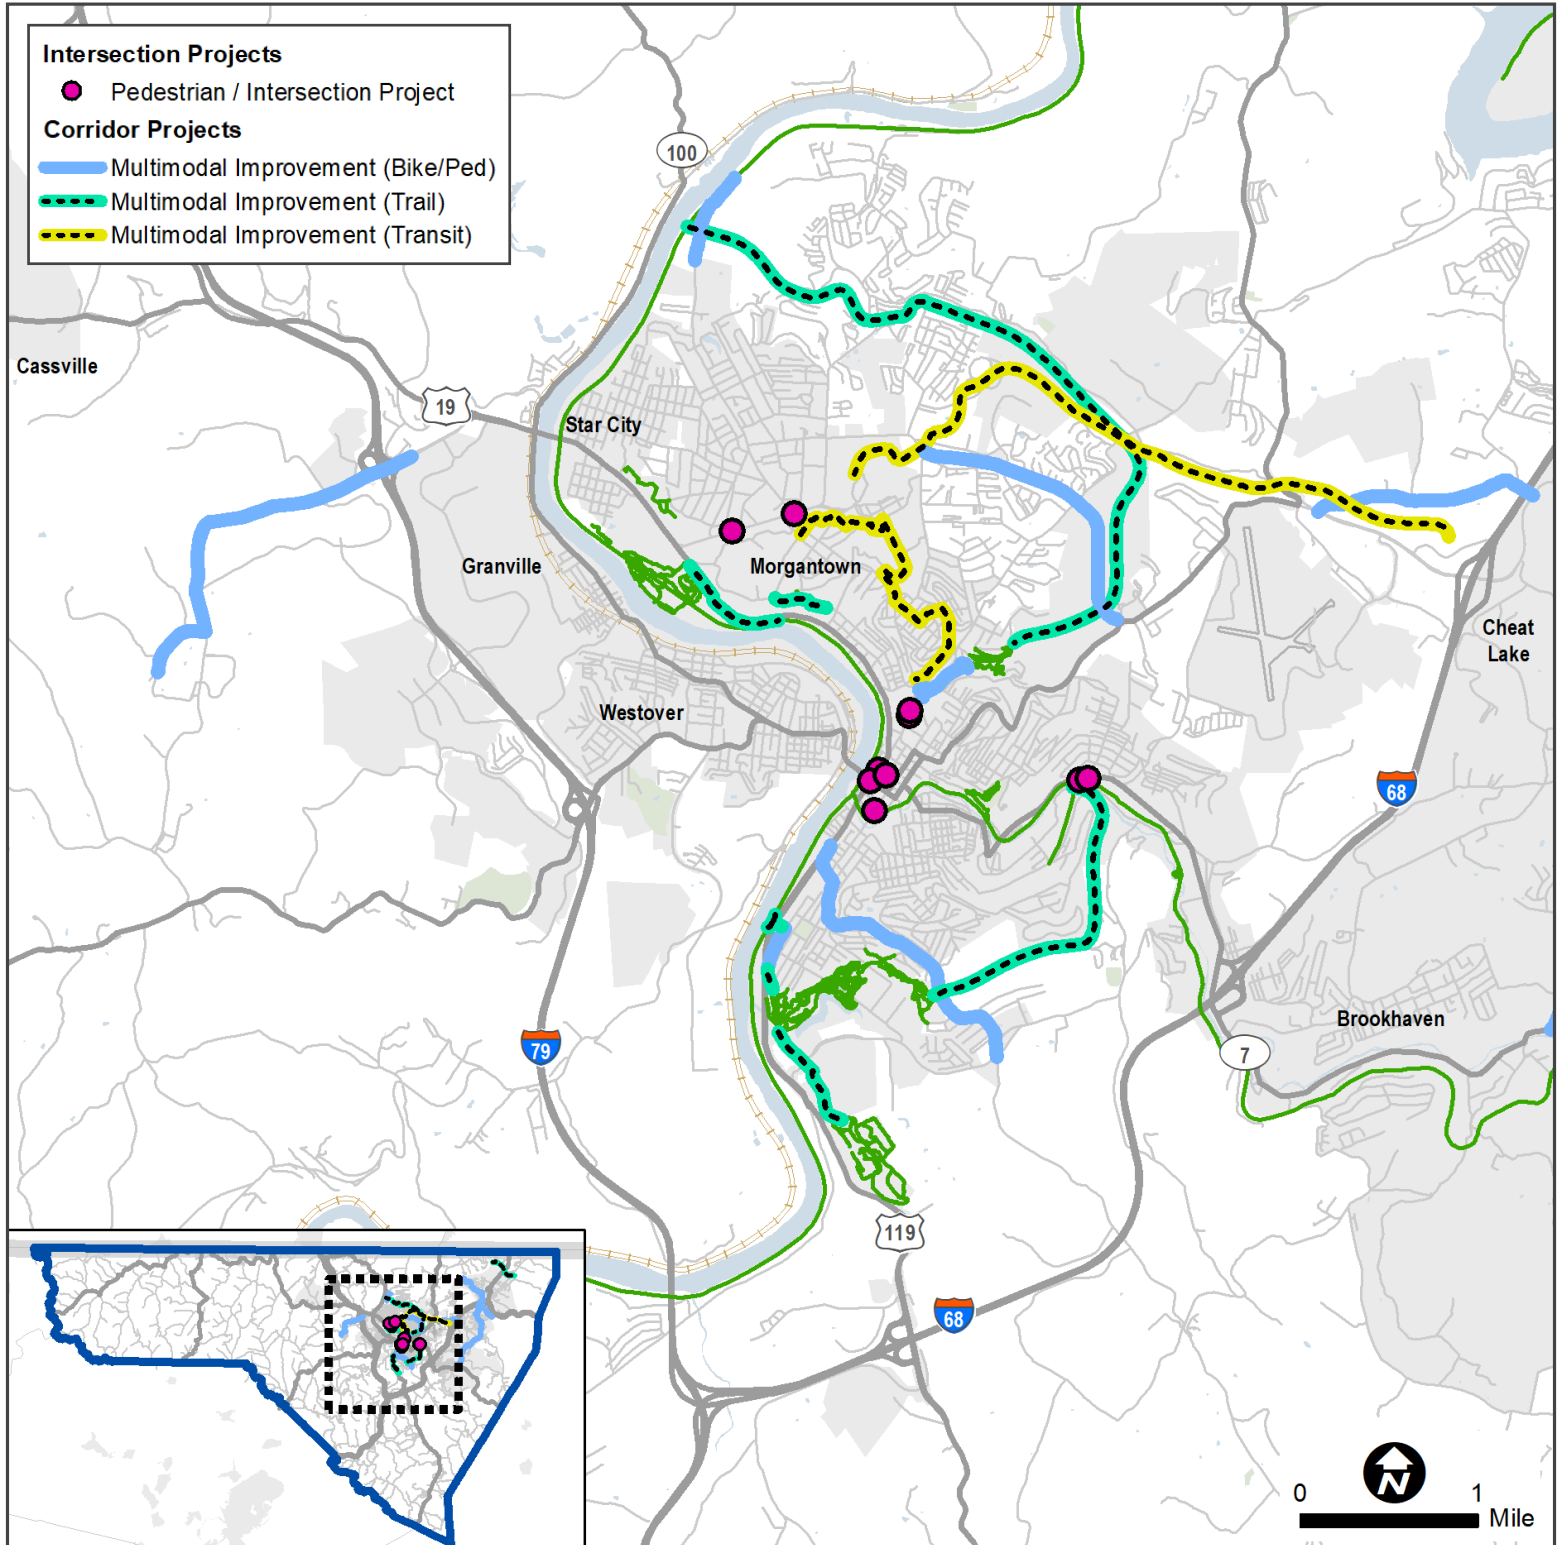 Intersection Projects
Pedestrian / Intersection Project
Corridor Projects
Multimodal Improvement (Bike/Ped)
Multimodal Improvement (Trail)
Multimodal Improvement (Transit)
100
Cassville
19
Star City
Granville
Morgantown
Cheat
Lake
Westover
68
Brookhaven
79
7
119
68
N
0 1
Mile